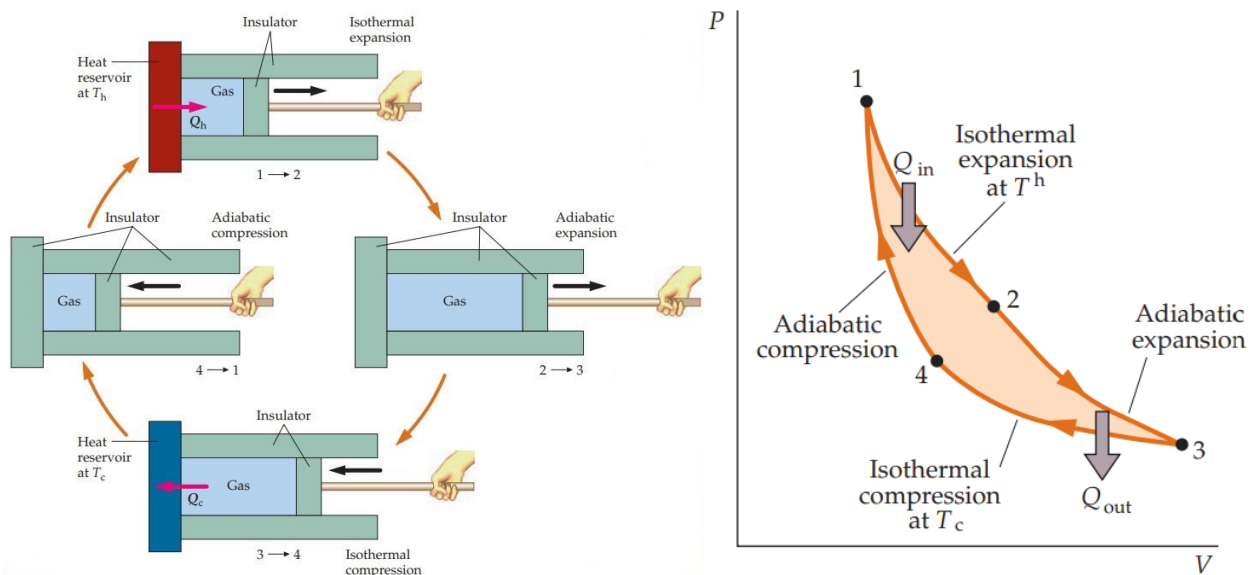 Insulator
Isothermal
expansion
Heat
reservoir
at Th
Gas
Qh
1 → 2
Insulator
Adiabatic
compression
Gas
4 → 1
Insulator
Adiabatic
expansion
Gas
2 → 3
Insulator
Heat
reservoir
at Tc
Gas
Qc
3 → 4
Isothermal
compression
P
1
Isothermal
expansion
at Th
Q in
2
Adiabatic
compression
Adiabatic
expansion
4
3
Isothermal
compression
at Tc
Q out
V